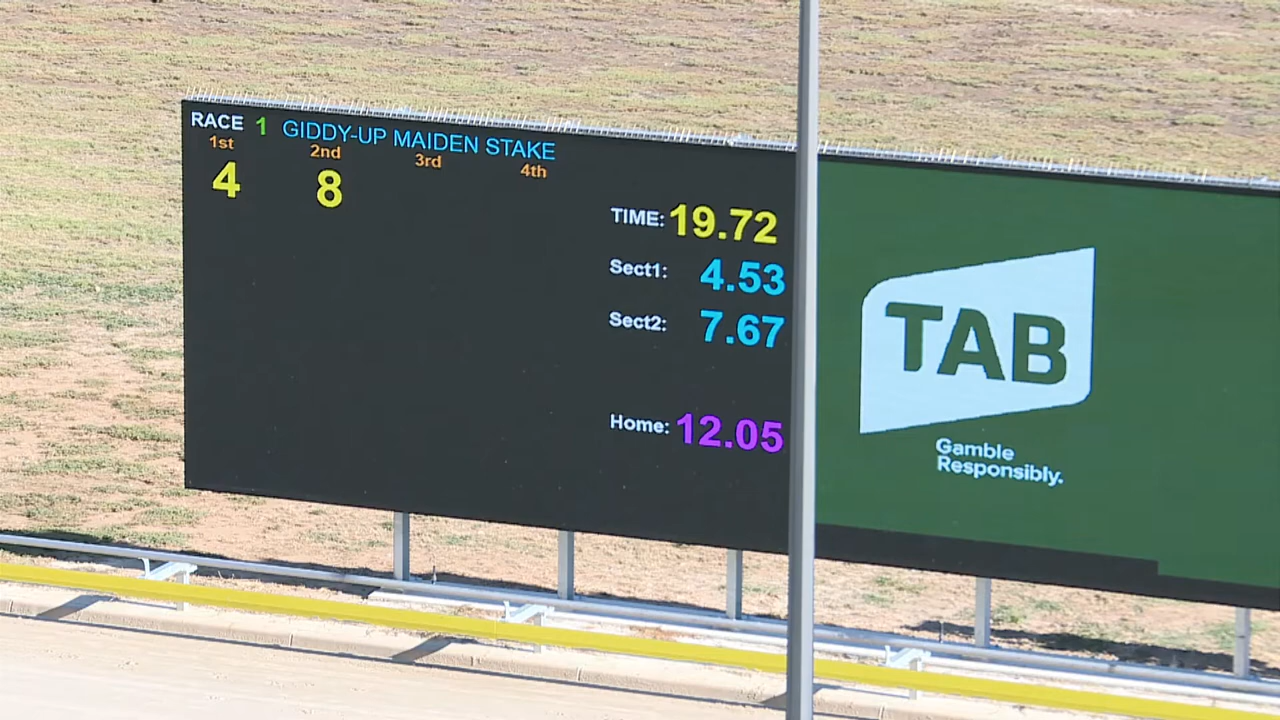 RACE 1 GIDDY-UP MAIDEN STAKE
1st 2nd 3rd 4th
4 8
TIME: 19.72
Sect1: 4.53
Sect2: 7.67
Home: 12.05
TAB
Gamble
Responsibly.